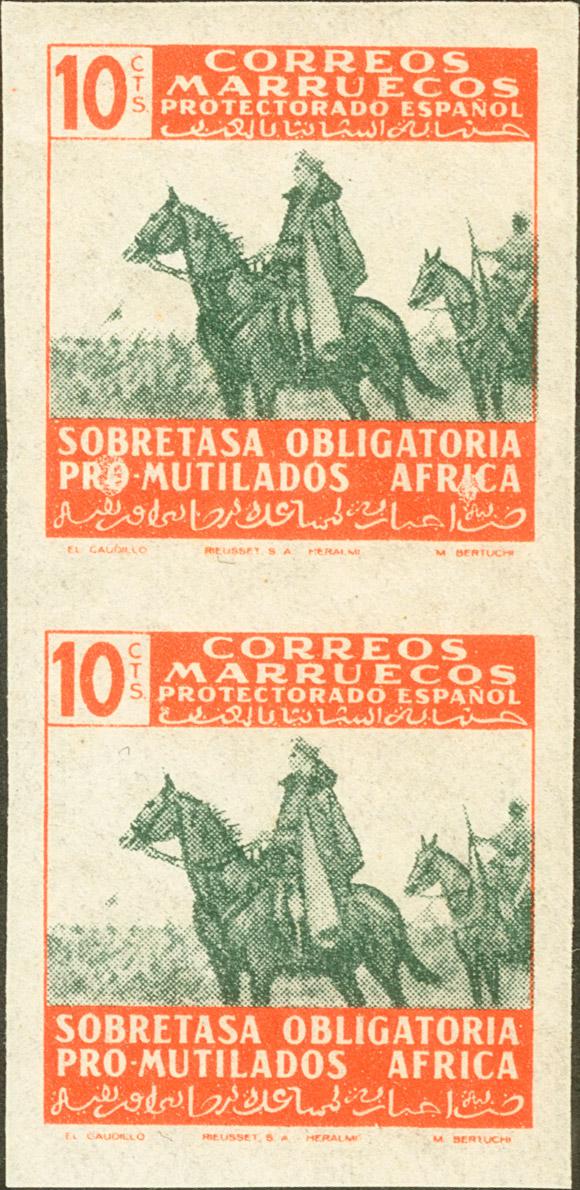 10 CTS.
CORREOS
MARRUECOS
PROTECTORADO ESPAÑOL
SOBRETASA OBLIGATORIA
PRO-MUTILADOS AFRICA
EL CAUDILLO RIEUSSET, S. A. HERALMI M. BERTUCHI
10 CTS.
CORREOS
MARRUECOS
PROTECTORADO ESPAÑOL
SOBRETASA OBLIGATORIA
PRO-MUTILADOS AFRICA
EL CAUDILLO RIEUSSET, S. A. HERALMI M. BERTUCHI